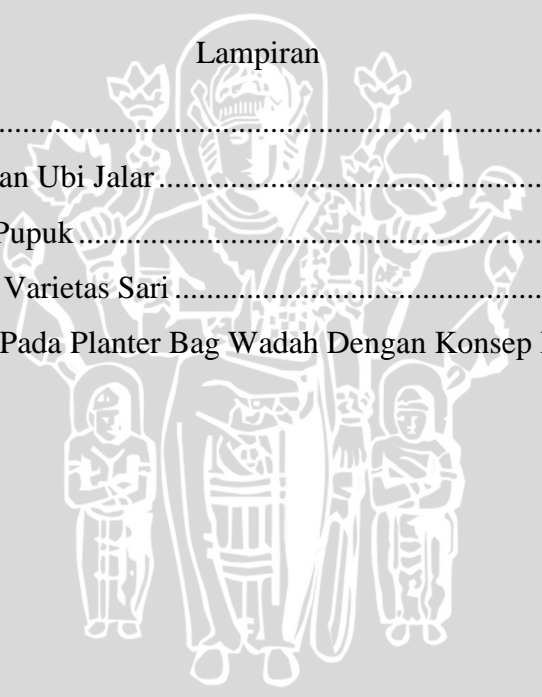 Lampiran
................................................................................
an Ubi Jalar.......................................................
Pupuk..................................................................
Varietas Sari.....................................................
Pada Planter Bag Wadah Dengan Konsep